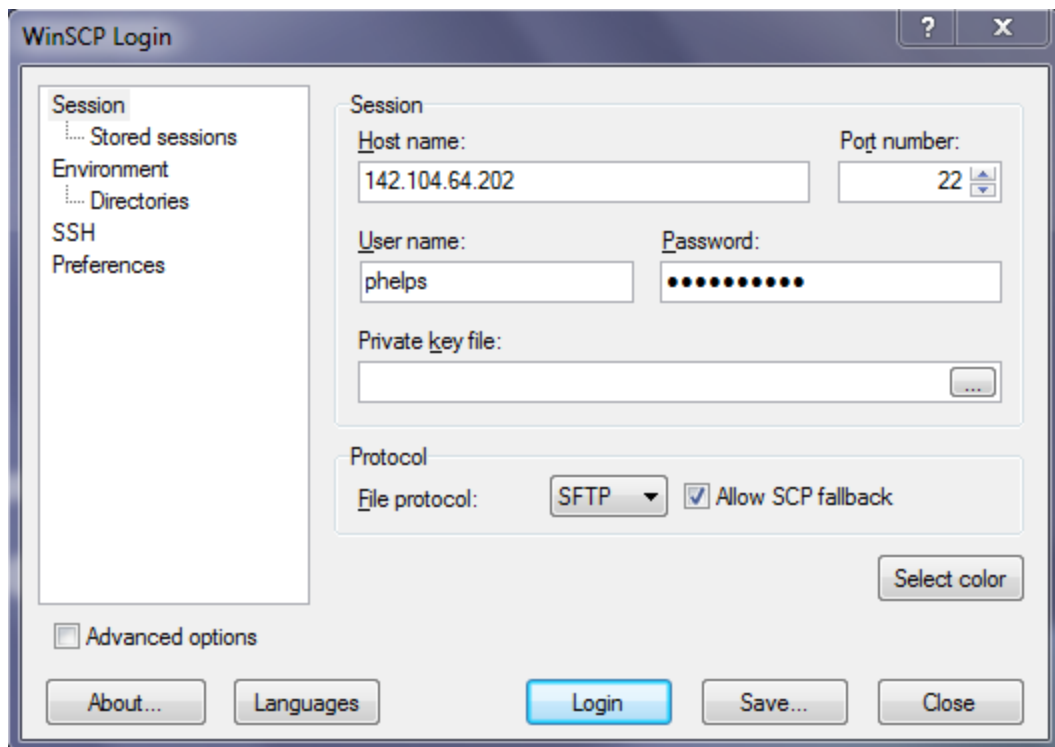 WinSCP Login
? X
Session
Stored sessions
Environment
Directories
SSH
Preferences
Session
Host name:
Port number:
142.104.64.202
22
User name:
Password:
phelps
••••••••••
Private key file:
...
Protocol
File protocol:
SFTP
Allow SCP fallback
Select color
Advanced options
About...
Languages
Login
Save...
Close